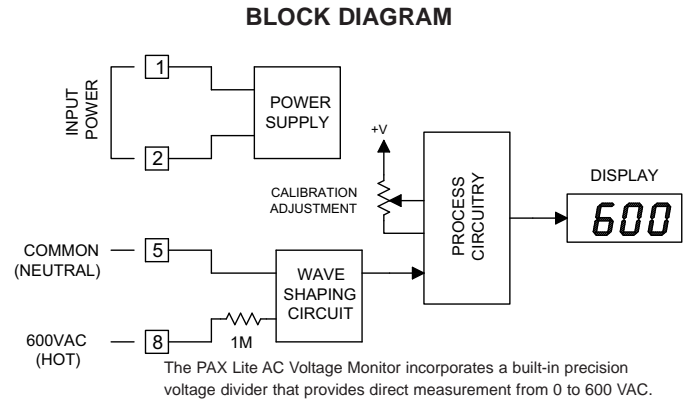 BLOCK DIAGRAM
INPUT
POWER
1
2
POWER
SUPPLY
+V
CALIBRATION
ADJUSTMENT
PROCESS
CIRCUITRY
DISPLAY
600
COMMON
(NEUTRAL)
5
WAVE
SHAPING
CIRCUIT
600VAC
(HOT)
8
1M
The PAX Lite AC Voltage Monitor incorporates a built-in precision
voltage divider that provides direct measurement from 0 to 600 VAC.